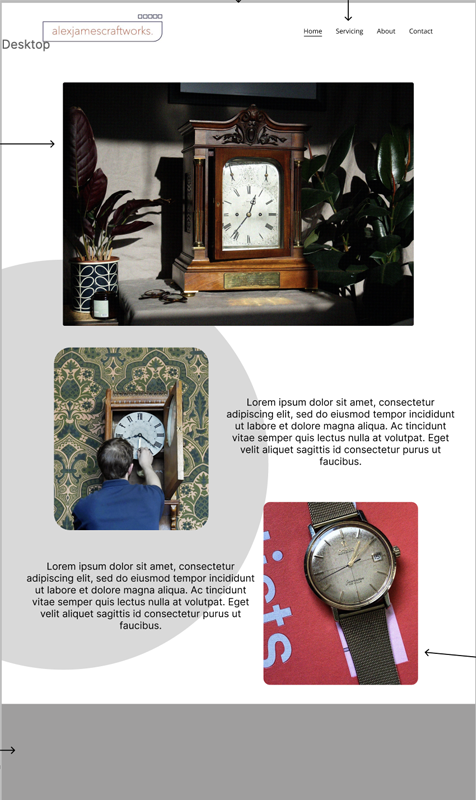 alexjamescraftworks.
Home Servicing About Contact
Desktop
Lorem ipsum dolor sit amet, consectetur
adipiscing elit, sed do eiusmod tempor incididunt
ut labore et dolore magna aliqua. Ac tincidunt
vitae semper quis lectus nulla at volutpat. Eget
velit aliquet sagittis id consectetur purus ut
faucibus.
Lorem ipsum dolor sit amet, consectetur
adipiscing elit, sed do eiusmod tempor incididunt
ut labore et dolore magna aliqua. Ac tincidunt
vitae semper quis lectus nulla at volutpat. Eget
velit aliquet sagittis id consectetur purus ut
faucibus.